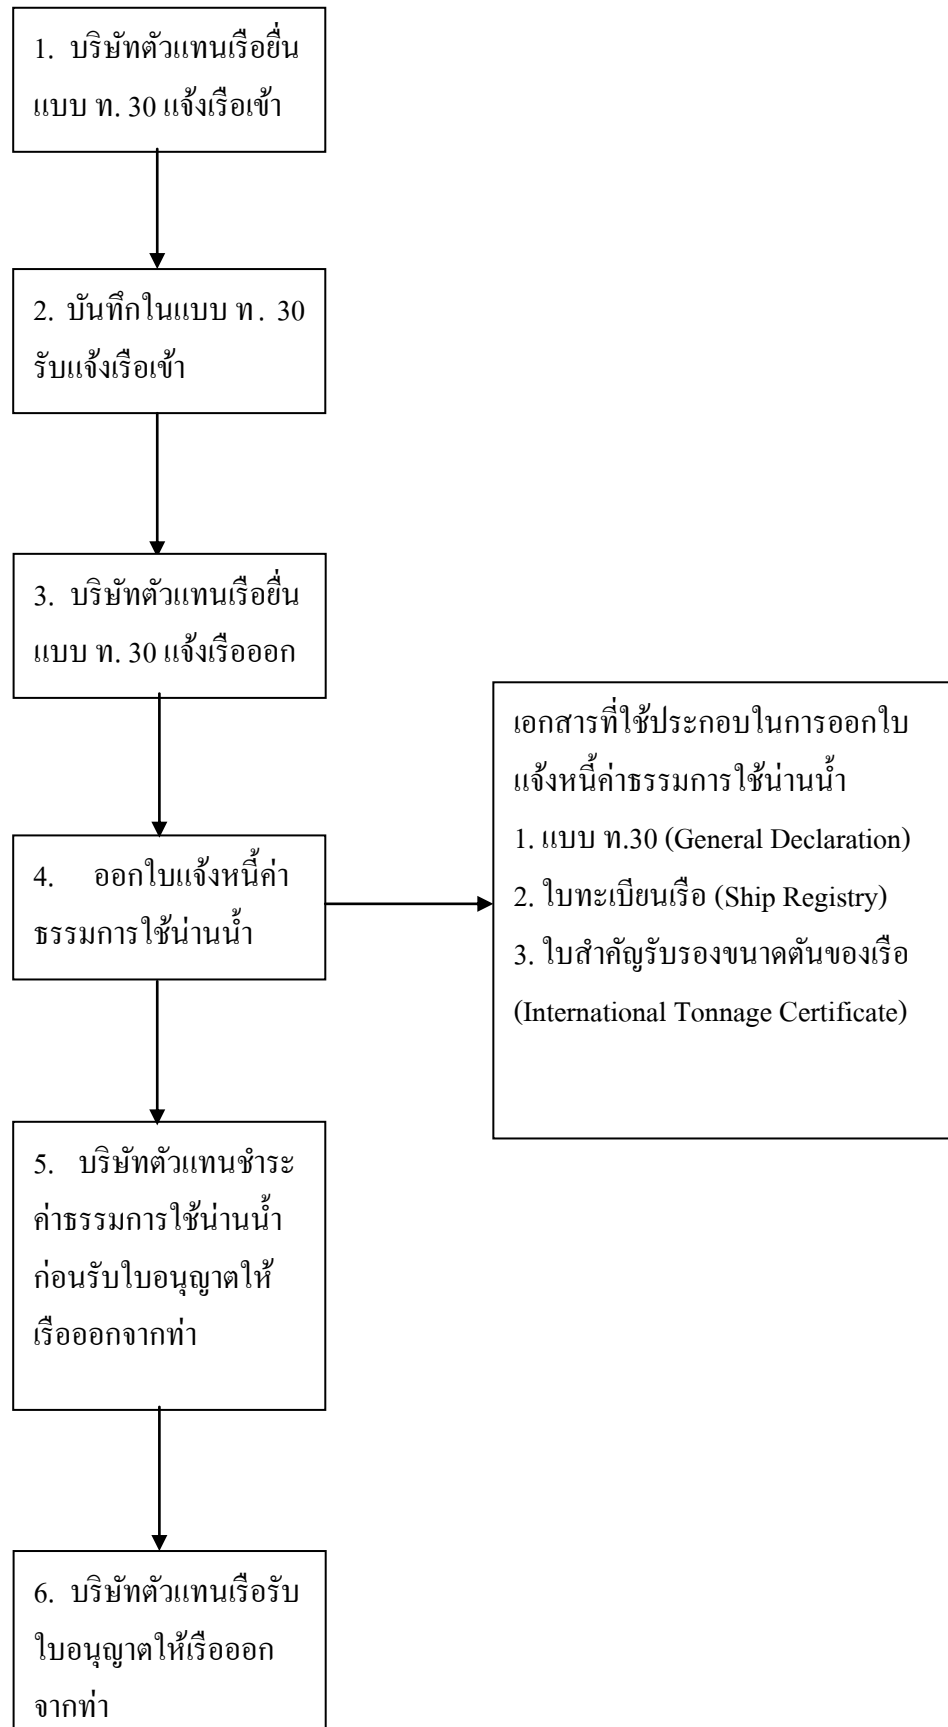 1. บริษัทตัวแทนเรือยื่น
แบบ ท. 30 แจ้งเรือเข้า
2. บันทึกในแบบ ท. 30
รับแจ้งเรือเข้า
3. บริษัทตัวแทนเรือยื่น
แบบ ท. 30 แจ้งเรือออก
4. ออกใบแจ้งหนี้ค่า
ธรรมการใช้น่านน้ำ
เอกสารที่ใช้ประกอบในการออกใบ
แจ้งหนี้ค่าธรรมการใช้น่านน้ำ
1. แบบ ท.30 (General Declaration)
2. ใบทะเบียนเรือ (Ship Registry)
3. ใบสำคัญรับรองขนาดตันของเรือ
(International Tonnage Certificate)
5. บริษัทตัวแทนชำระ
ค่าธรรมการใช้น่านน้ำ
ก่อนรับใบอนุญาตให้
เรือออกจากท่า
6. บริษัทตัวแทนเรือรับ
ใบอนุญาตให้เรือออก
จากท่า